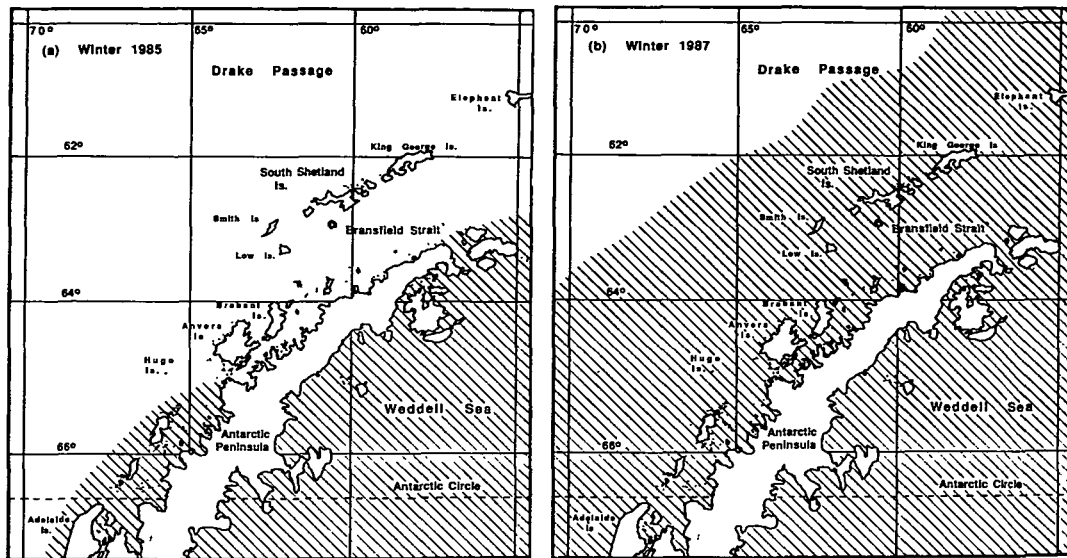 70° 65° 60°
(a) Winter 1985
Drake Passage
Elephant
Is.
King George Is.
62°
South Shetland
Is.
Smith Is
Bransfield Strait
Low Is.
64°
Brabant
Is.
Anvers
Is
Huge
Is..
Weddell Sea
Antarctic
Peninsula
66°
Antarctic Circle
Adelaide
Is.
70° 65° 60°
(b) Winter 1987
Drake Passage
Elephant
Is.
King George Is
62°
South Shetland
Is.
Smith Is.
Bransfield Strait
Low Is.
64°
Brabant
Is.
Anvers
Is
Huge
Is..
Weddell Sea
Antarctic
Peninsula
66°
Antarctic Circle
Adelaide
Is